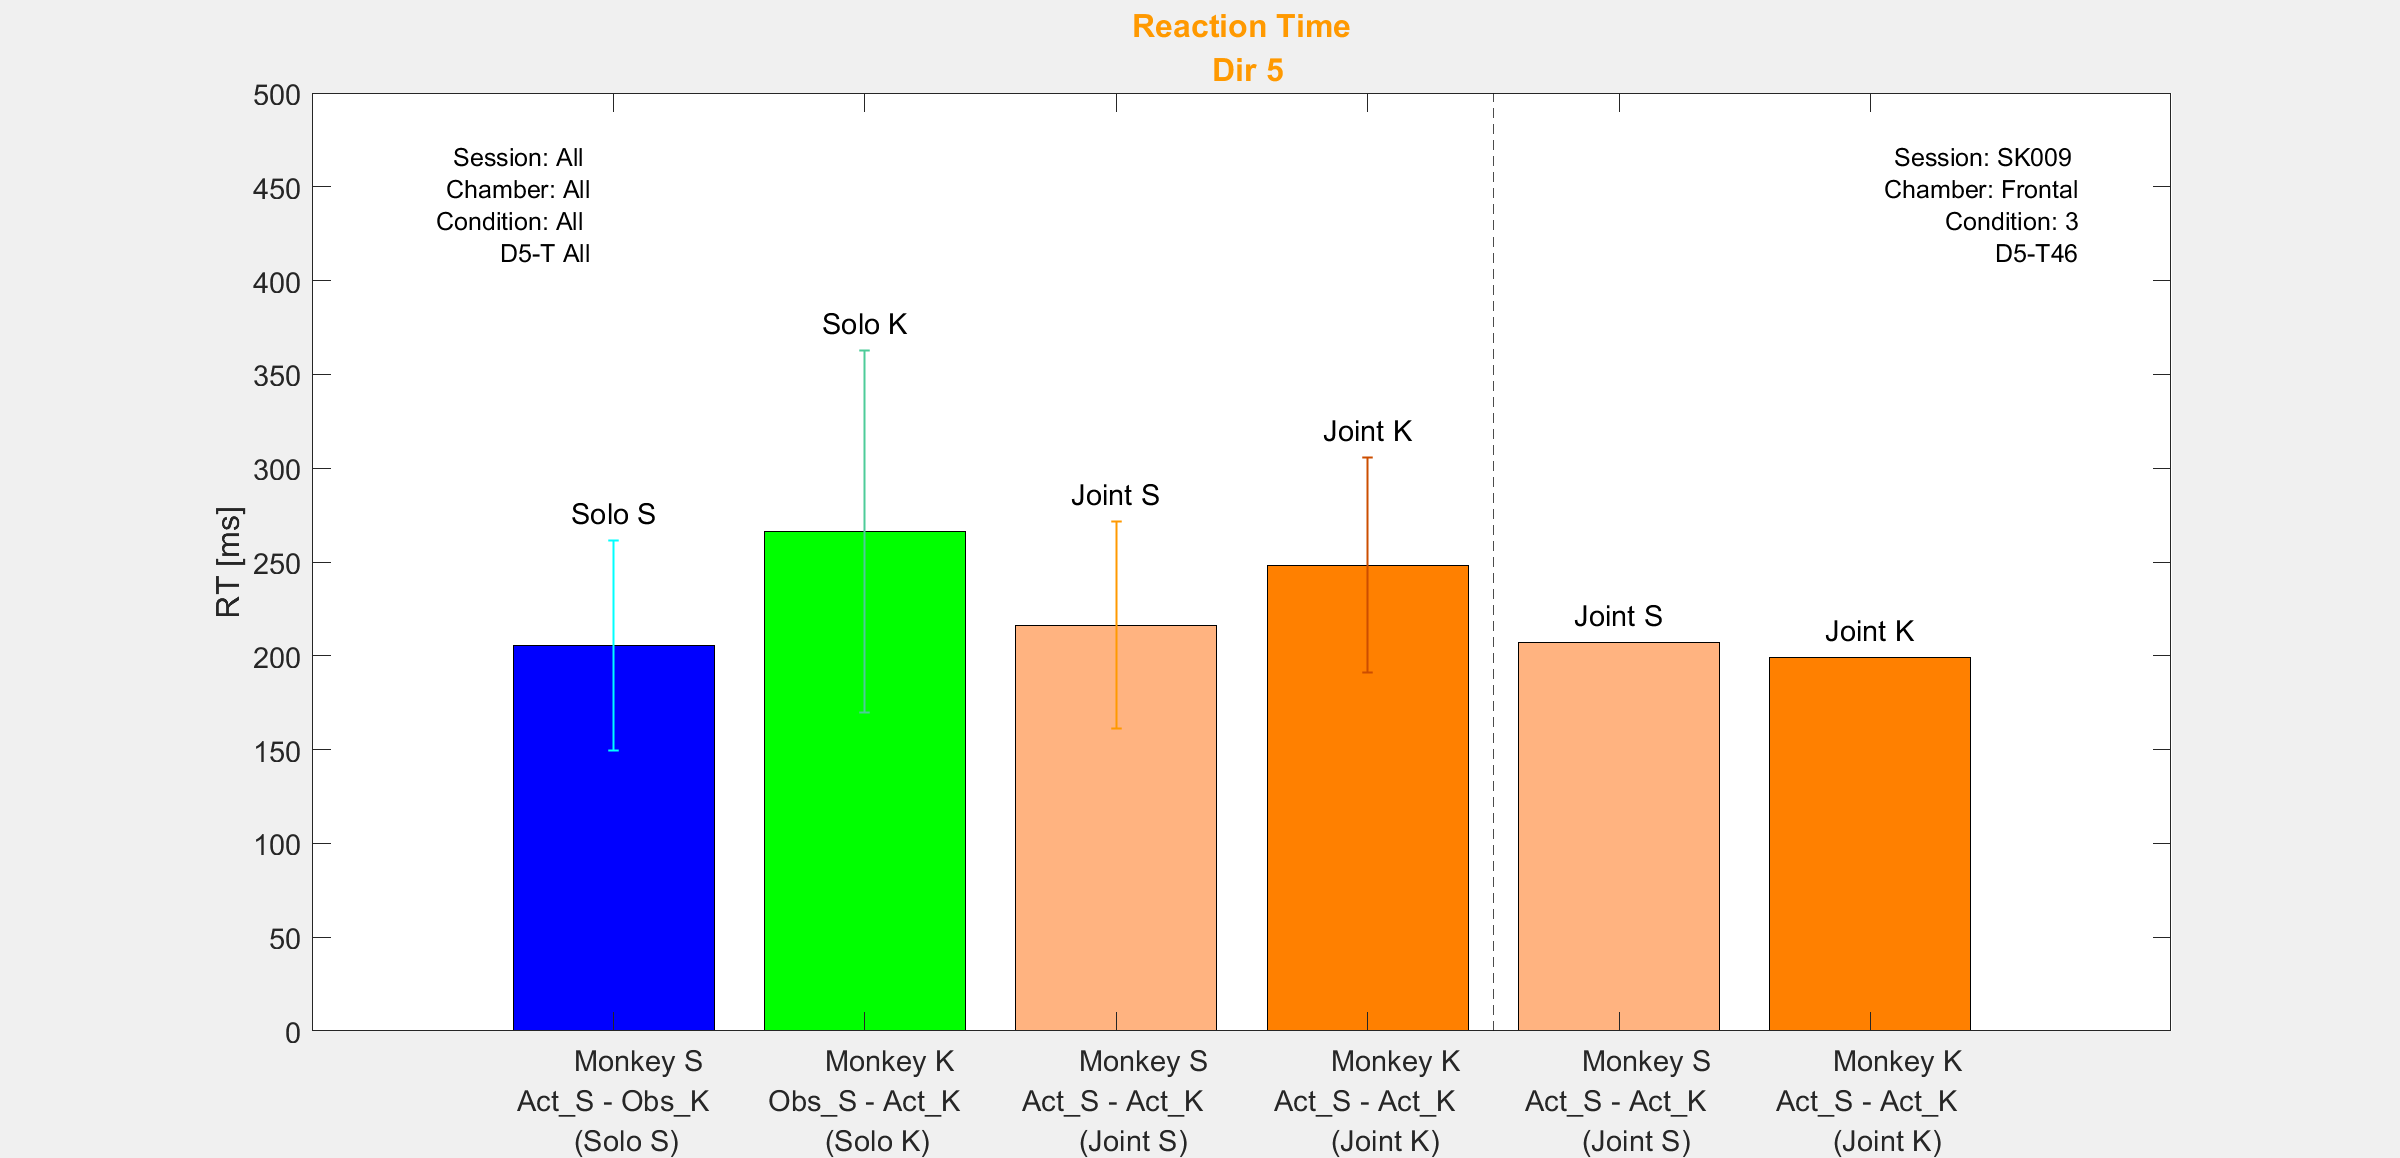 Reaction Time
Dir 5
500
450
400
350
300
250
200
150
100
50
0
RT [ms]
Session: All
Chamber: All
Condition: All
D5-T All
Session: SK009
Chamber: Frontal
Condition: 3
D5-T46
Solo S
Solo K
Joint S
Joint K
Joint S
Joint K
Monkey S
Act_S - Obs_K
(Solo S)
Monkey K
Obs_S - Act_K
(Solo K)
Monkey S
Act_S - Act_K
(Joint S)
Monkey K
Act_S - Act_K
(Joint K)
Monkey S
Act_S - Act_K
(Joint S)
Monkey K
Act_S - Act_K
(Joint K)